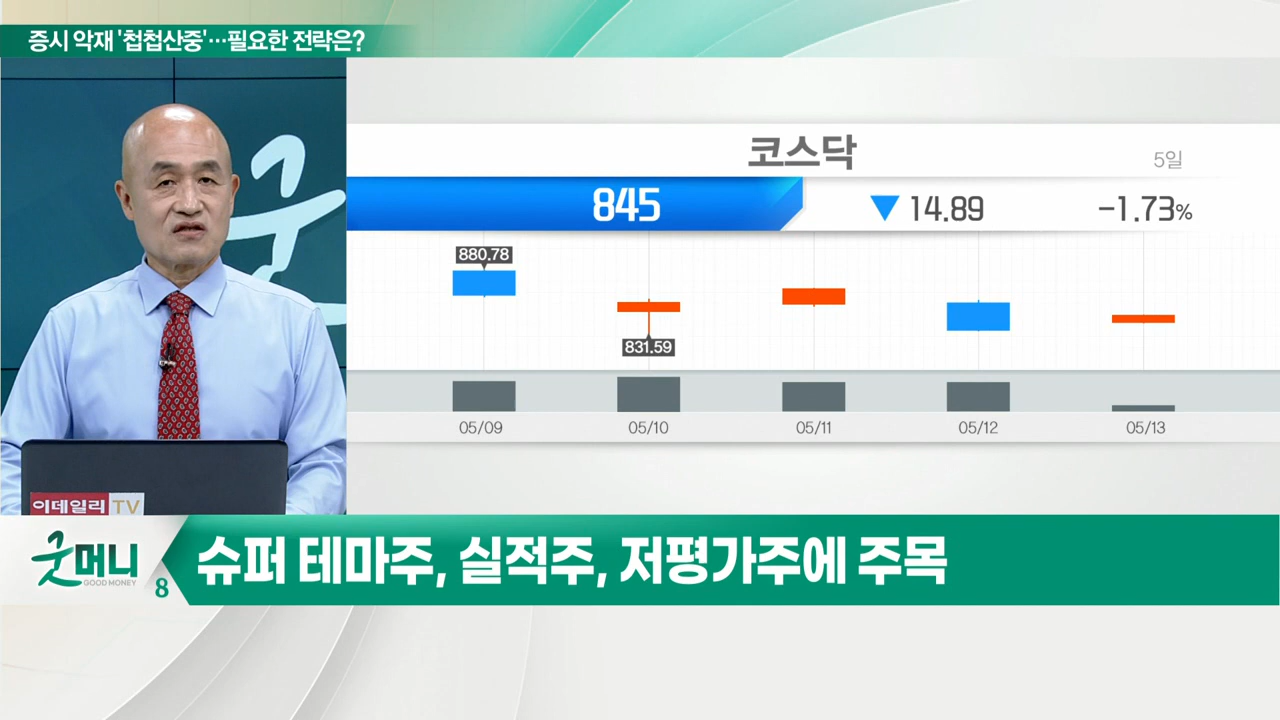 증시 악재 '첩첩산중'…필요한 전략은?
코스닥
5일
845
▼ 14.89
-1.73%
880.78
831.59
05/09
05/10
05/11
05/12
05/13
이데일리 TV
굿머니
GOOD MONEY
8
슈퍼 테마주, 실적주, 저평가주에 주목